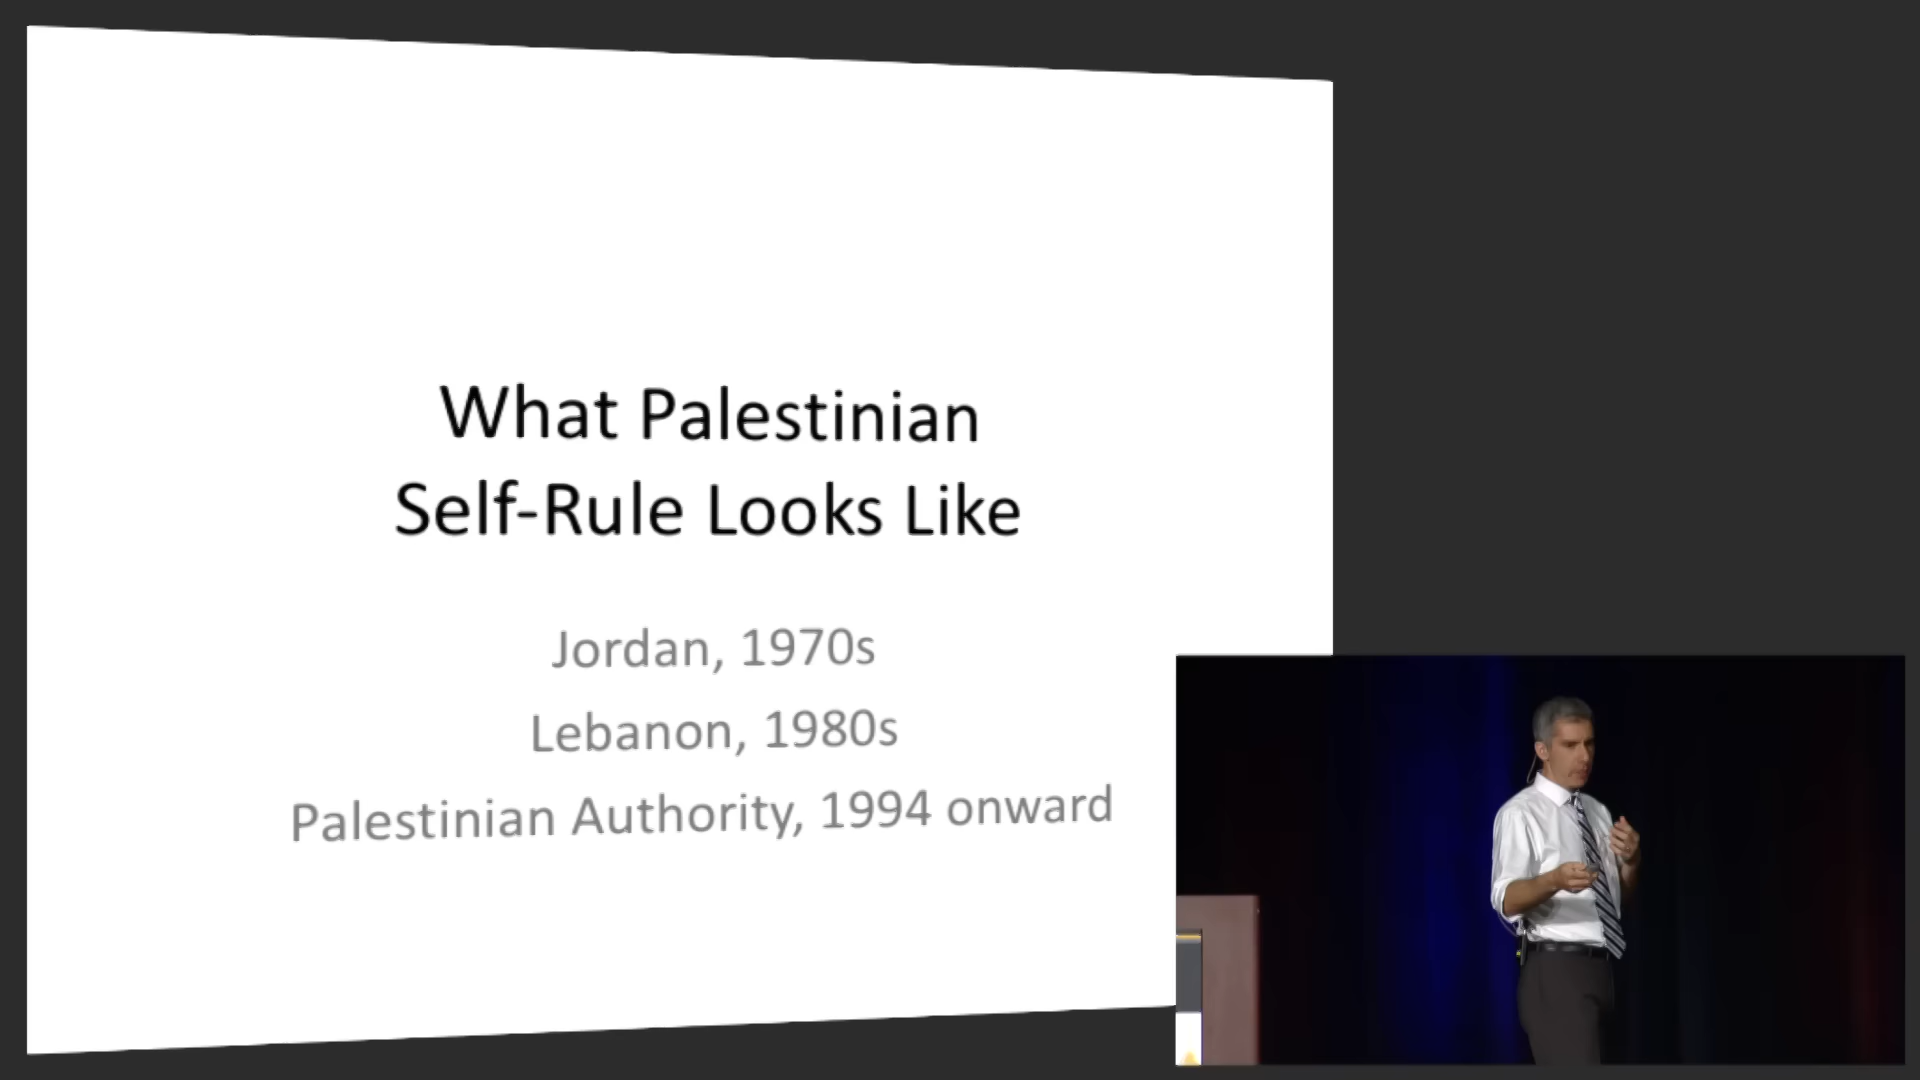 What Palestinian
Self-Rule Looks Like
Jordan, 1970s
Lebanon, 1980s
Palestinian Authority, 1994 onward